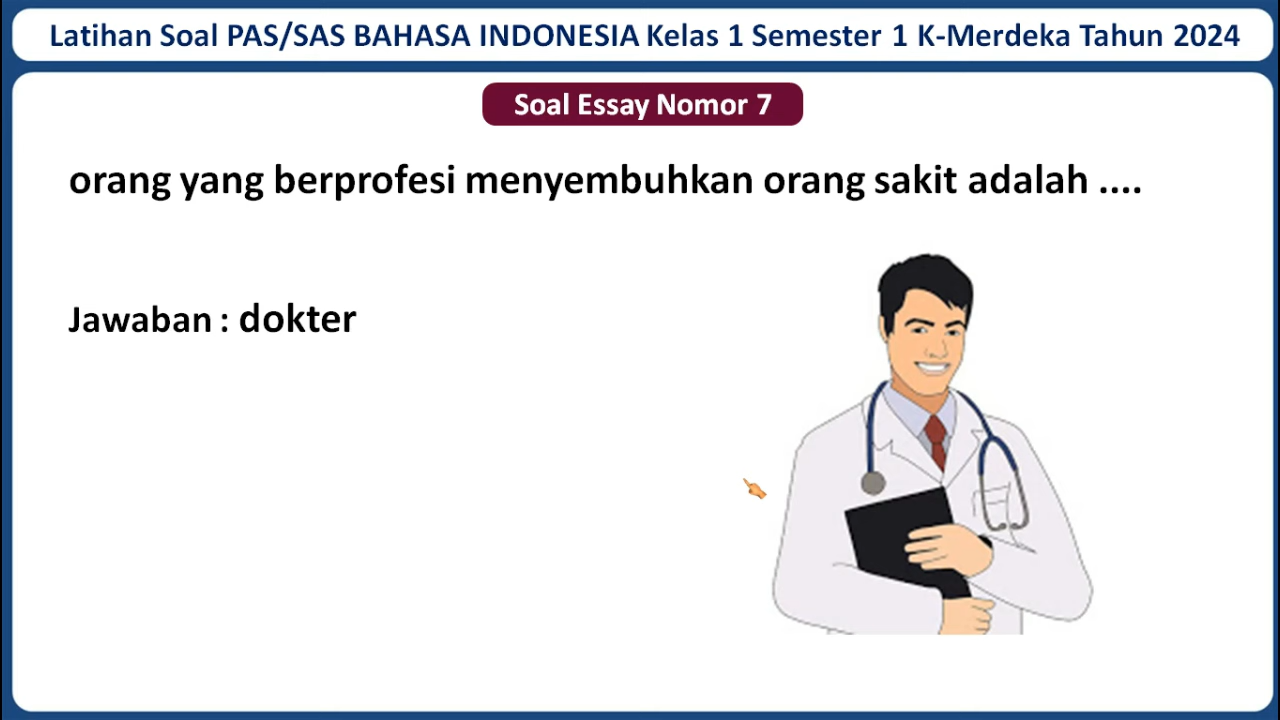 Latihan Soal PAS/SAS BAHASA INDONESIA Kelas 1 Semester 1 K-Merdeka Tahun 2024
Soal Essay Nomor 7
orang yang berprofesi menyembuhkan orang sakit adalah ....
Jawaban : dokter